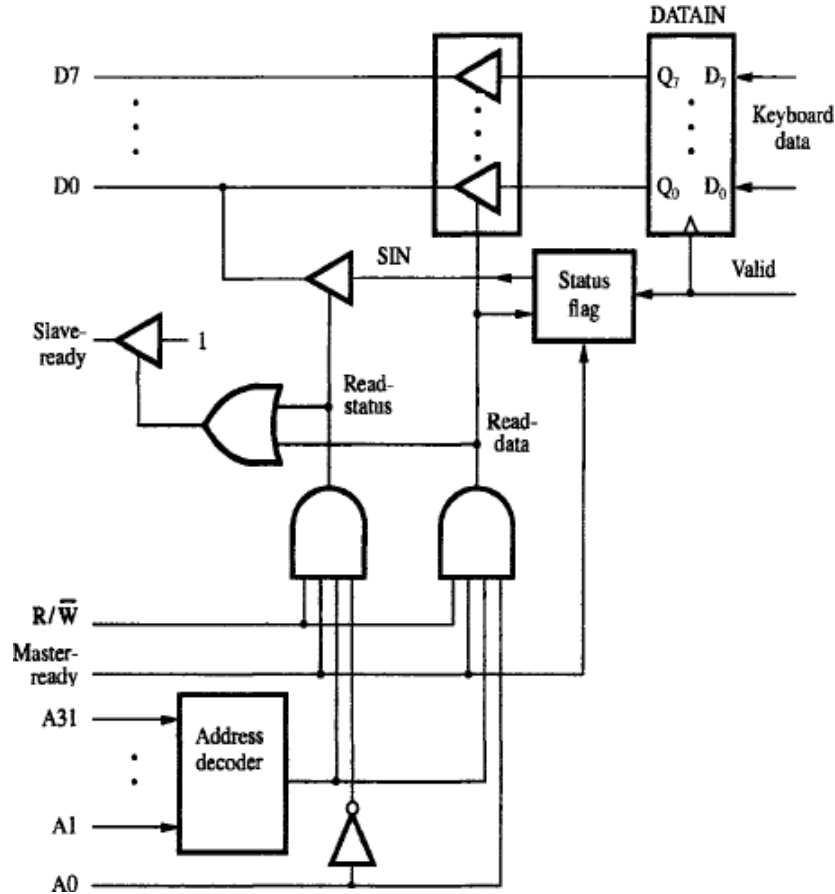 DATAIN
D7
Q7
D7
Keyboard
data
D0
Q0
D0
SIN
Status
flag
Valid
Slave-
ready
1
Read-
status
Read-
data
R/W̅
Master-
ready
A31
Address
decoder
A1
A0